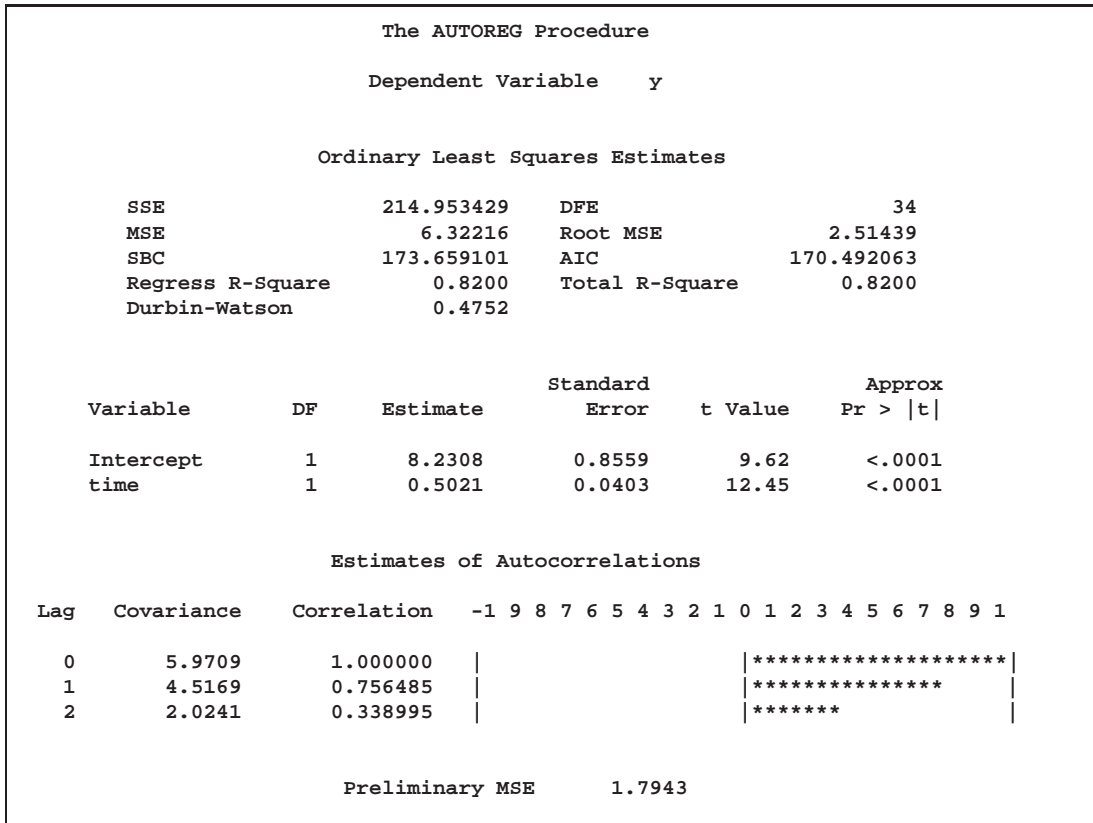 The AUTOREG Procedure
Dependent Variable y
Ordinary Least Squares Estimates
SSE 214.953429 DFE 34
MSE 6.32216 Root MSE 2.51439
SBC 173.659101 AIC 170.492063
Regress R-Square 0.8200 Total R-Square 0.8200
Durbin-Watson 0.4752
Standard Approx
Variable DF Estimate Error t Value Pr > |t|
Intercept 1 8.2308 0.8559 9.62 <.0001
time 1 0.5021 0.0403 12.45 <.0001
Estimates of Autocorrelations
Lag Covariance Correlation -1 9 8 7 6 5 4 3 2 1 0 1 2 3 4 5 6 7 8 9 1
0 5.9709 1.000000 | |********************|
1 4.5169 0.756485 | |*************** |
2 2.0241 0.338995 | |******* |
Preliminary MSE 1.7943